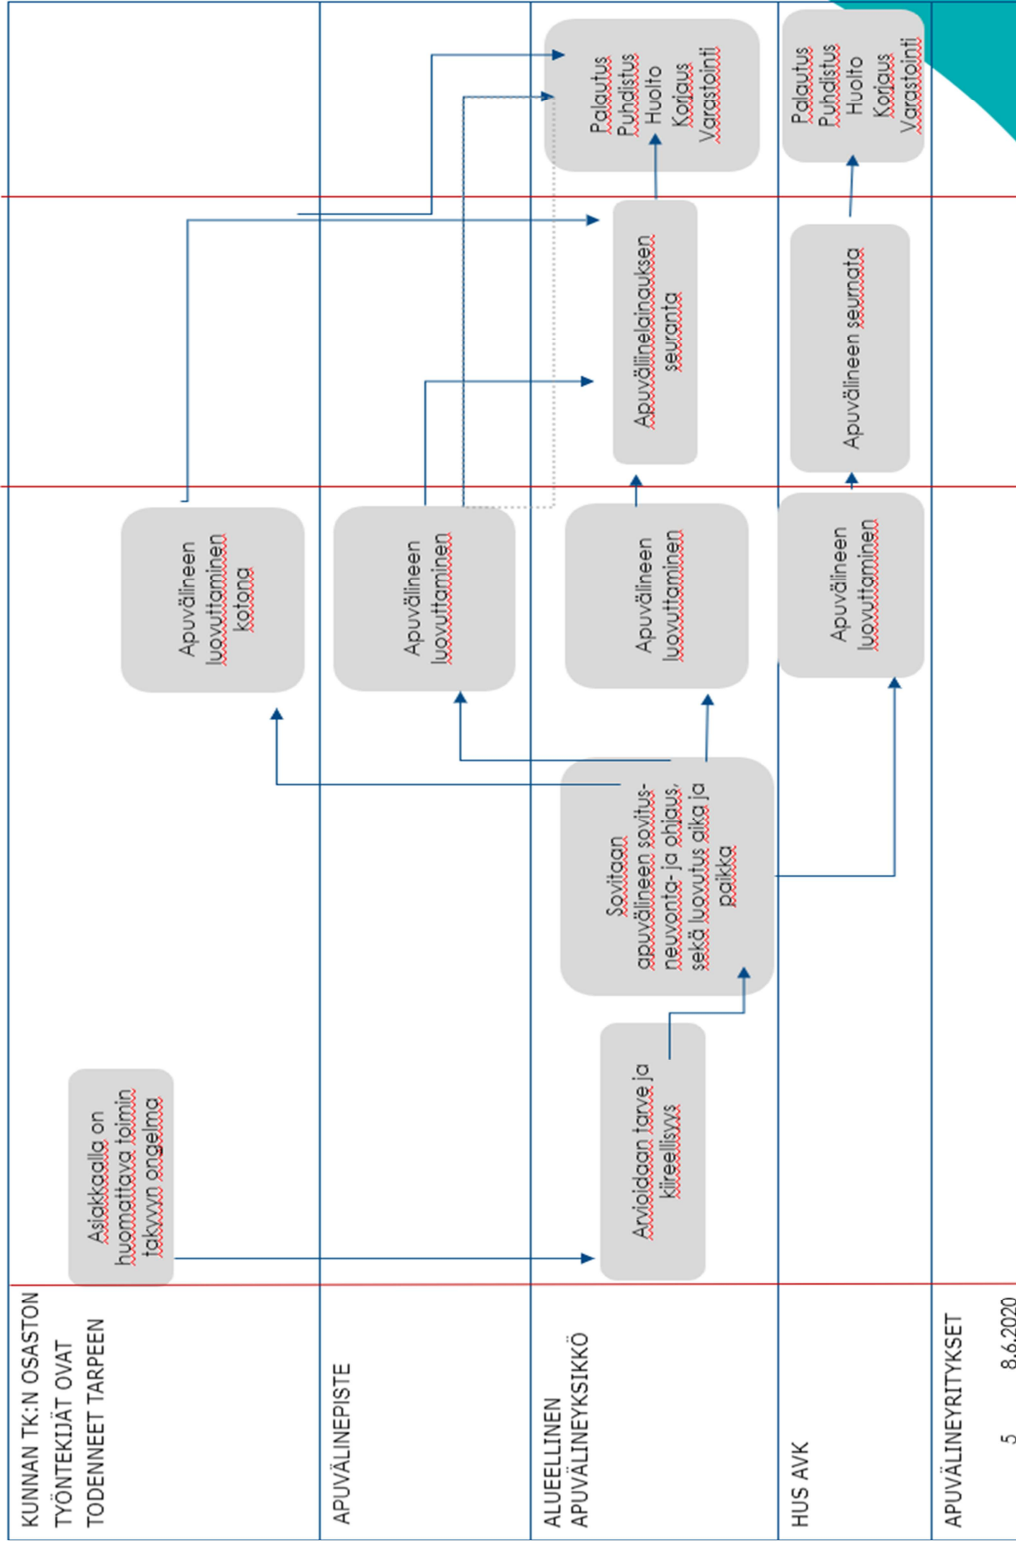 KUNNAN TK:N OSASTON
TYÖNTEKIJÄT OVAT
TODENNEET TARPEEN
Asiakkaalla on
huomattava toimin
takyvyn ongelma
Apuvälineen
luovuttaminen
kotona
APUVÄLINEPISTE
Apuvälineen
luovuttaminen
ALUEELLINEN
APUVÄLINEYKSIKKÖ
Arvioidaan tarve ja
kiireellisyys
Sovitaan
apuvälineen sovitus-
neuvonta- ja ohjaus,
sekä luovutus aika ja
paikka
Apuvälineen
luovuttaminen
Apuväliinelainauksen
seuranta
Palautus
Puhdistus
Huolto
Korjaus
Varastointi
HUS AVK
Apuvälineen
luovuttaminen
Apuvälineen seurnata
Palautus
Puhdistus
Huolto
Korjaus
Varastointi
APUVÄLINEYRITYKSET
5 8.6.2020